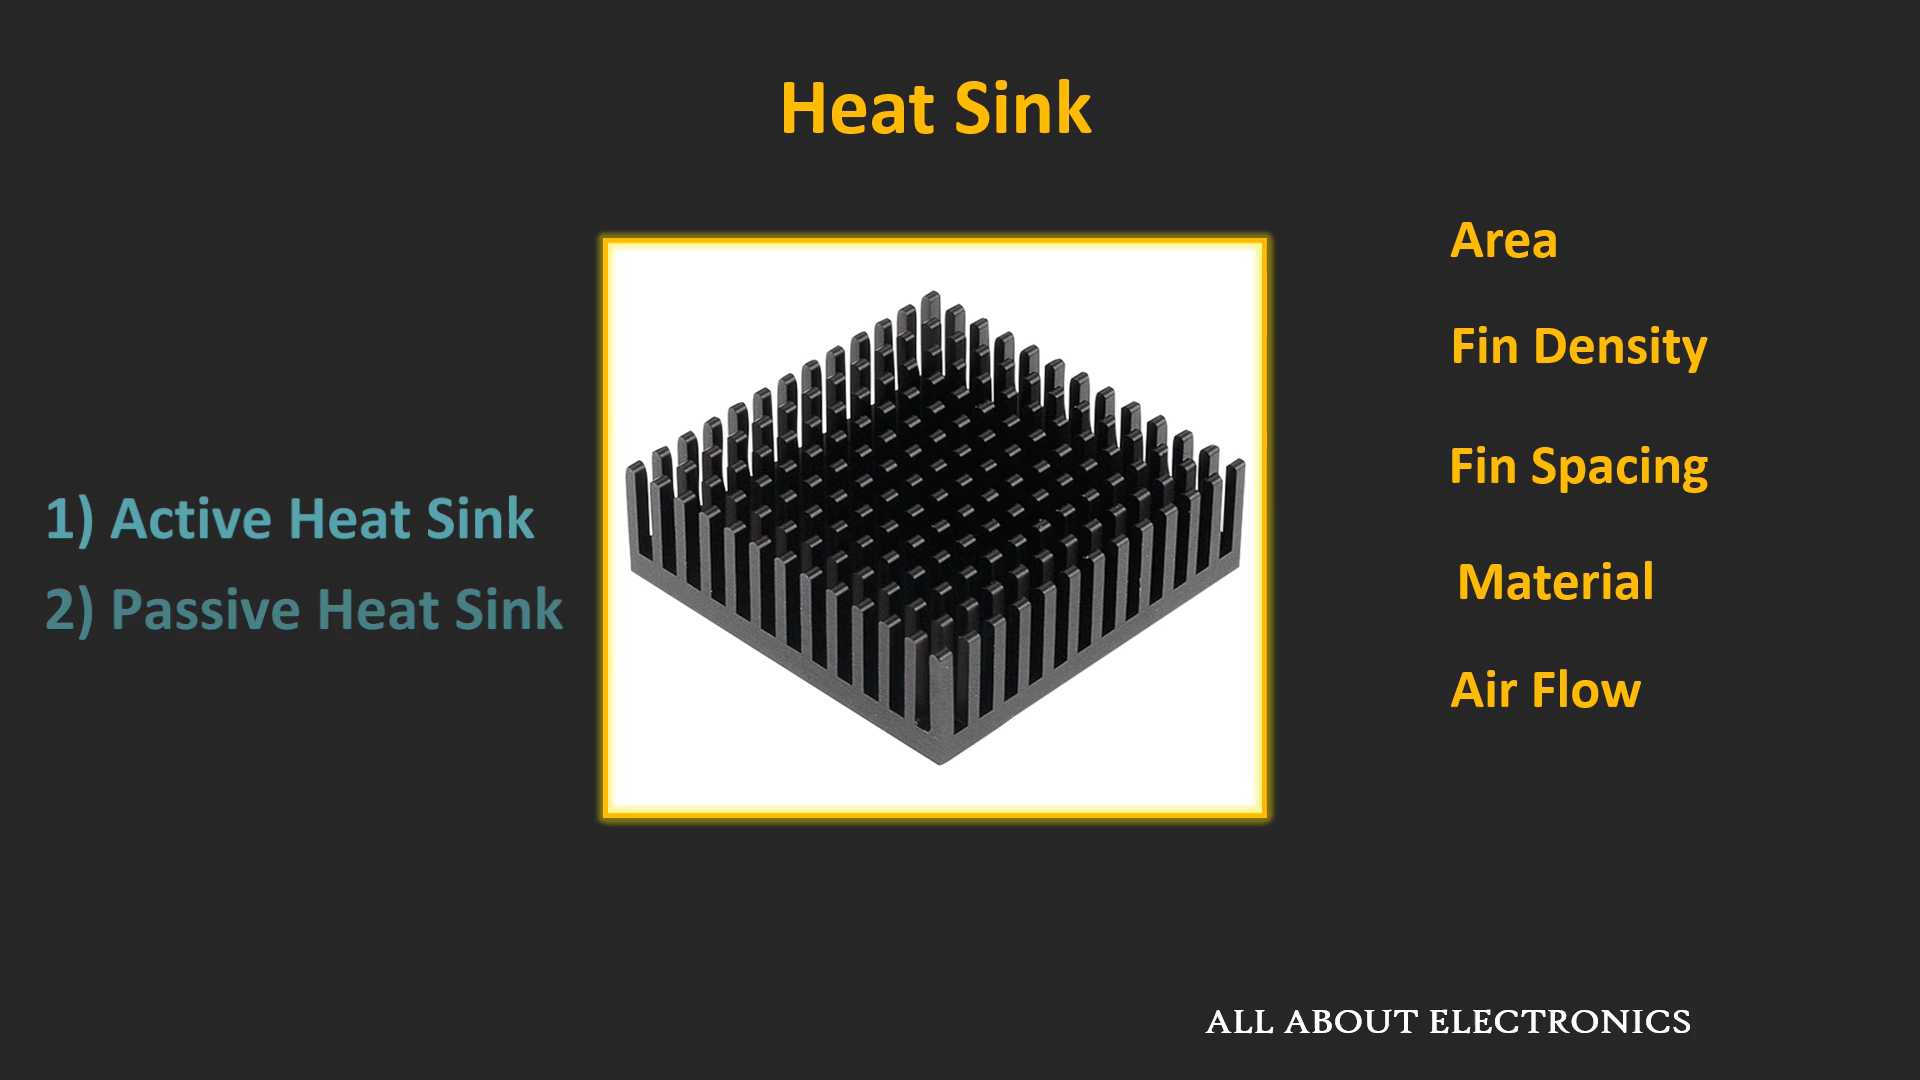 Heat Sink
1) Active Heat Sink
2) Passive Heat Sink
Area
Fin Density
Fin Spacing
Material
Air Flow
ALL ABOUT ELECTRONICS